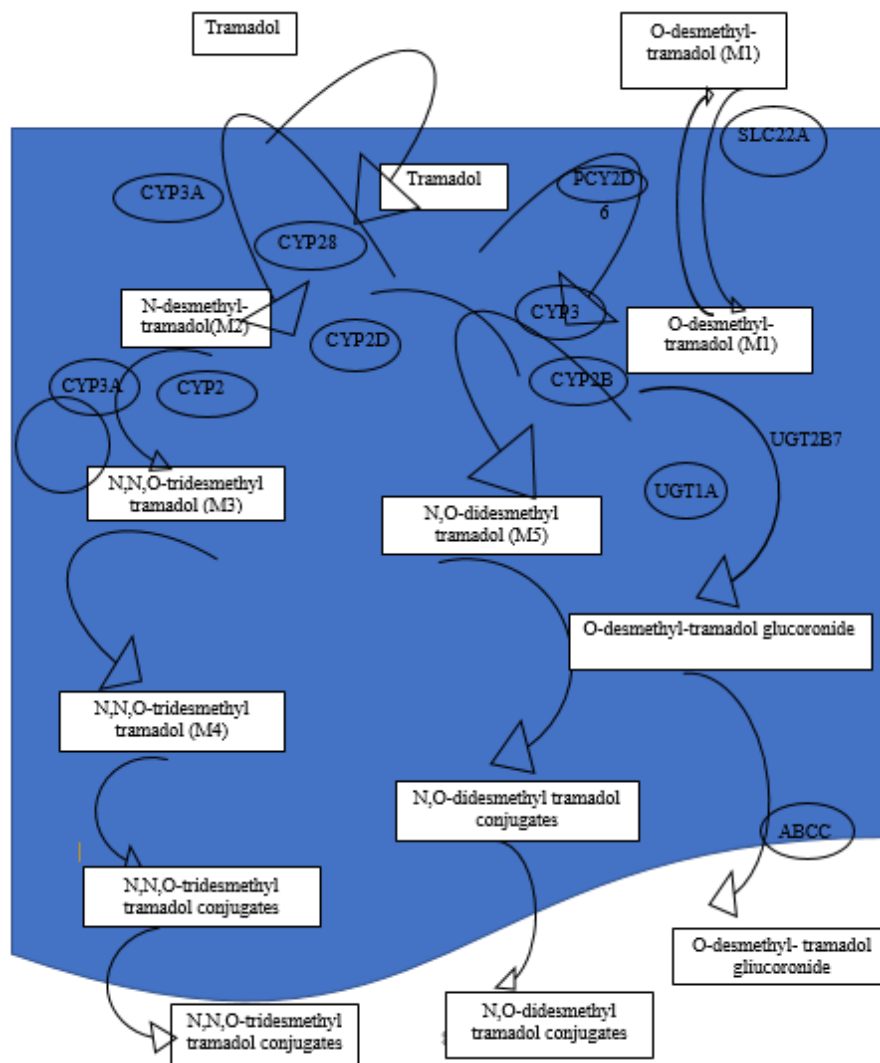 Tramadol
O-desmethyl-
tramadol (M1)
SLC22A
CYP3A
Tramadol
PCY2D
6
CYP28
N-desmethyl-
tramadol(M2)
CYP3
CYP2D
O-desmethyl-
tramadol (M1)
CYP3A
CYP2
CYP2B
UGT2B7
N,N,O-tridesmethyl
tramadol (M3)
UGT1A
N,O-didesmethyl
tramadol (M5)
O-desmethyl-tramadol glucoronide
N,N,O-tridesmethyl
tramadol (M4)
N,O-didesmethyl tramadol
conjugates
ABCC
N,N,O-tridesmethyl
tramadol conjugates
O-desmethyl- tramadol
gliucoronide
N,N,O-tridesmethyl
tramadol conjugates
N,O-didesmethyl
tramadol conjugates